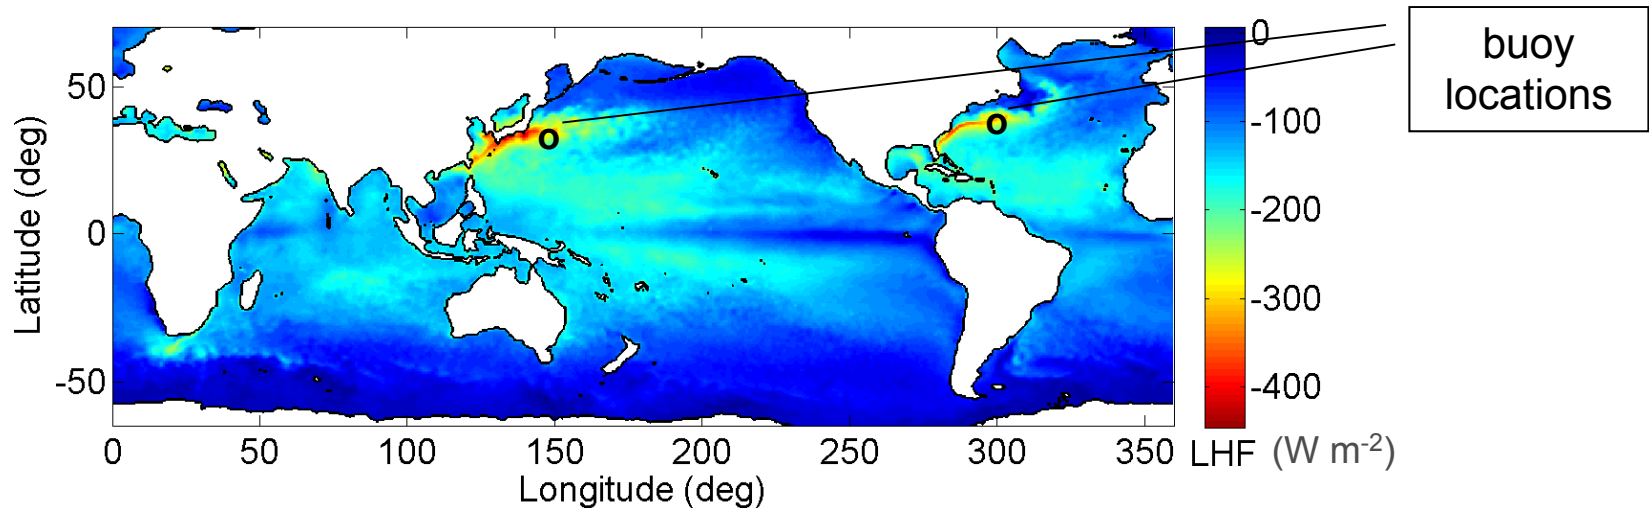 50
0
-50
Latitude (deg)
0 50 100 150 200 250 300 350
Longitude (deg)
0
-100
-200
-300
-400
LHF (W m-2)
o
o
buoy
locations